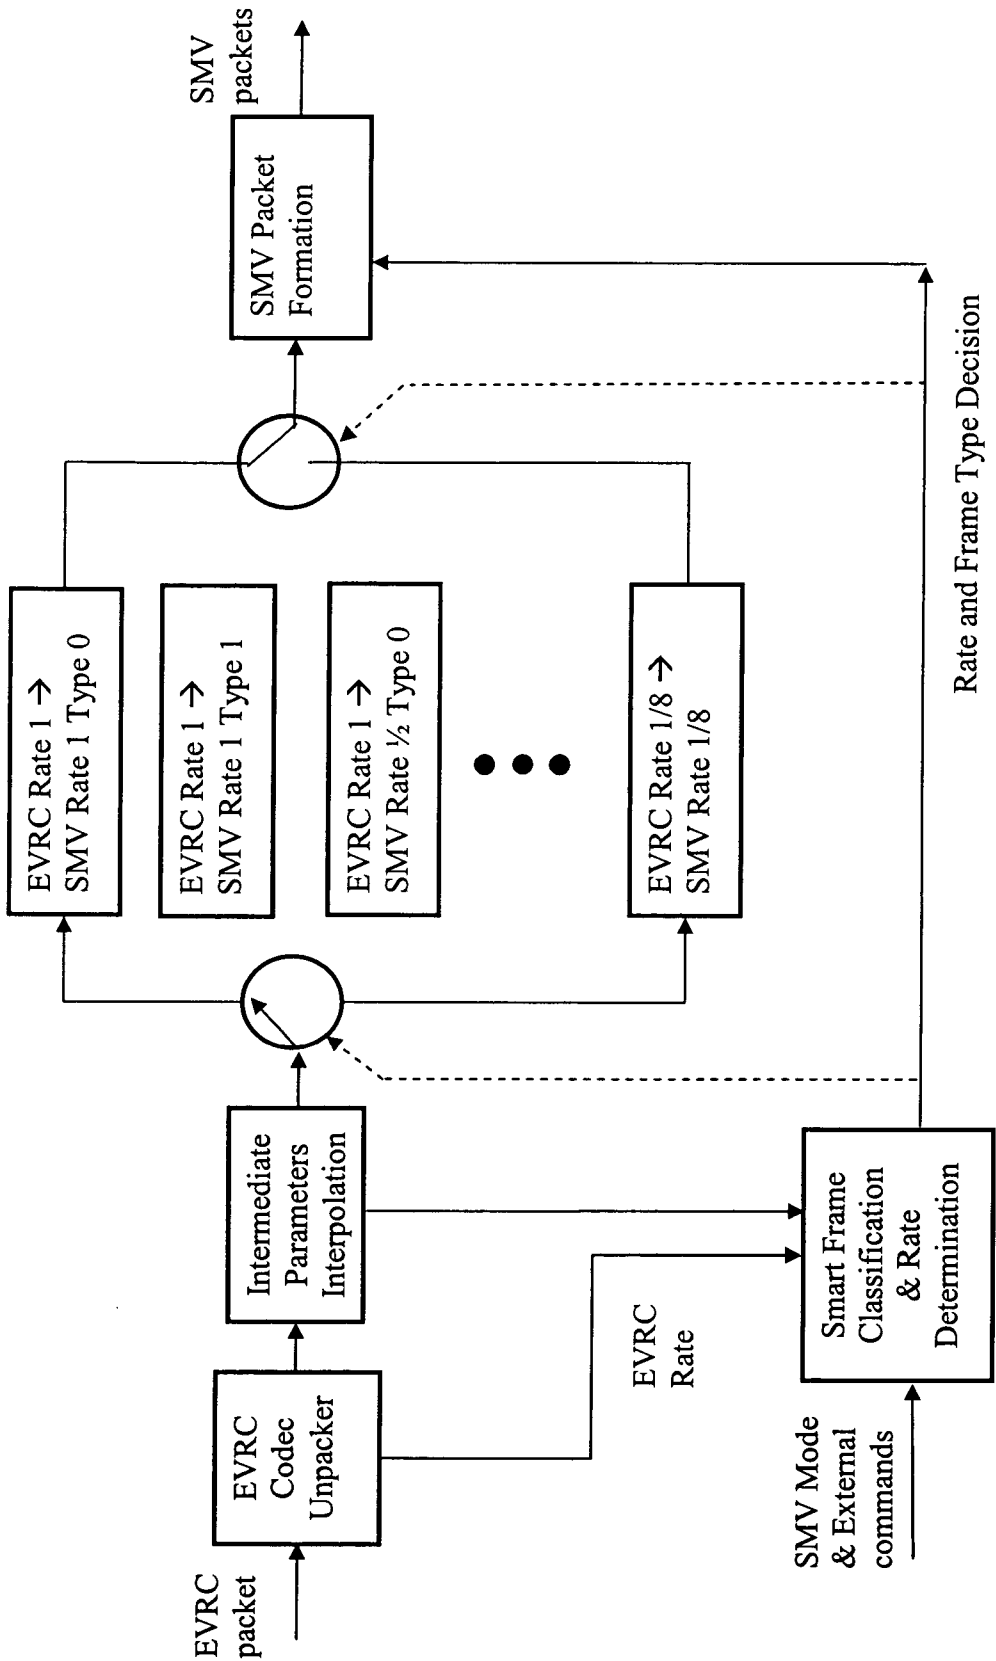 EVRC
packet
EVRC
Codec
Unpacker
Intermediate
Parameters
Interpolation
EVRC Rate 1 →
SMV Rate 1 Type 0
EVRC Rate 1 →
SMV Rate 1 Type 1
EVRC Rate 1 →
SMV Rate ½ Type 0
EVRC Rate 1/8 →
SMV Rate 1/8
SMV Packet
Formation
SMV
packets
EVRC
Rate
SMV Mode
& External
commands
Smart Frame
Classification
& Rate
Determination
Rate and Frame Type Decision